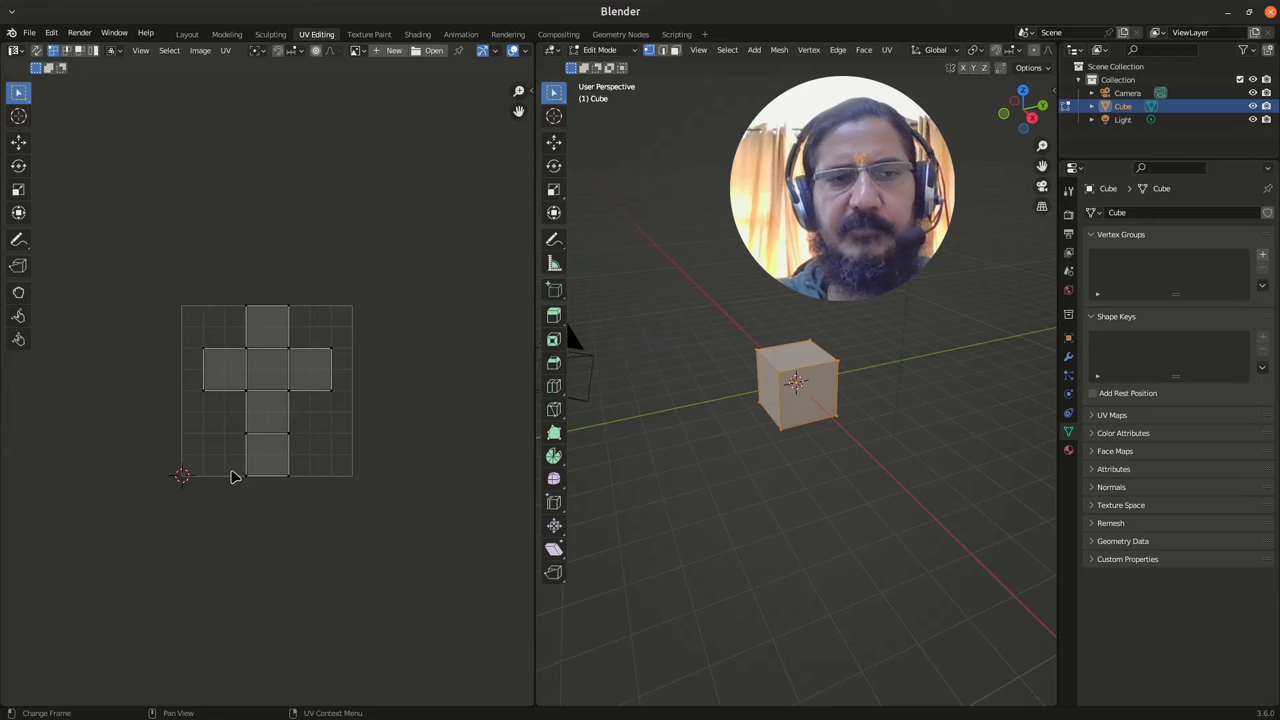 Blender
File Edit Render Window Help Layout Modeling Sculpting UV Editing Texture Paint Shading Animation Rendering Compositing Geometry Nodes Scripting Scene ViewLayer
View Select Image UV New Open Edit Mode View Select Add Mesh Vertex Edge Face UV Global
X Y Z Options
User Perspective
(1) Cube
Scene Collection
Collection
Camera
Cube
Light
Z
Y
X
Cube Cube
Cube
Vertex Groups
Shape Keys
Add Rest Position
UV Maps
Color Attributes
Face Maps
Attributes
Normals
Texture Space
Remesh
Geometry Data
Custom Properties
Change Frame Pan View UV Context Menu 3.6.0